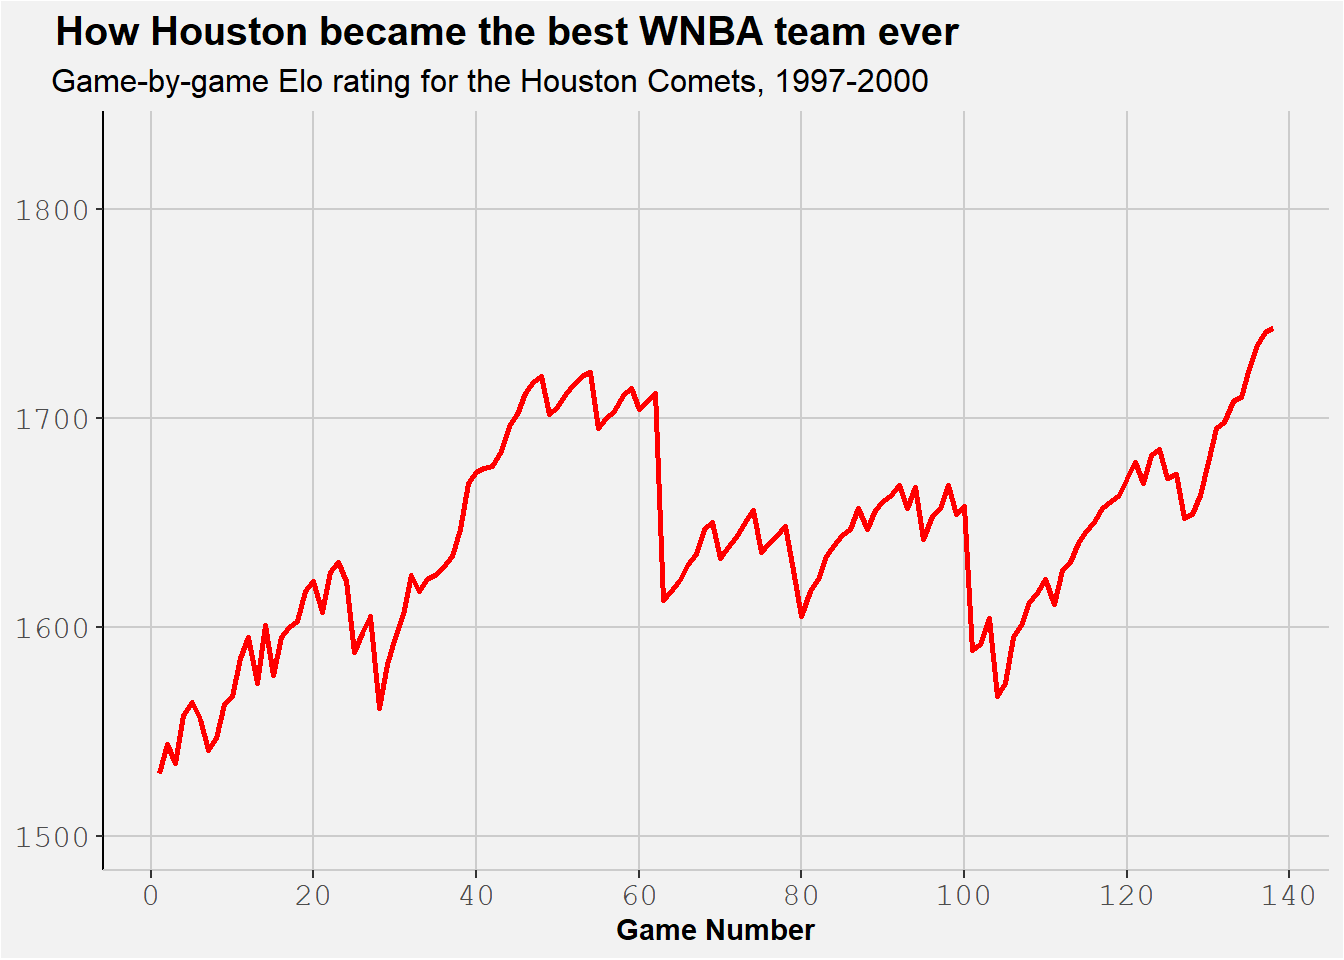 How Houston became the best WNBA team ever
Game-by-game Elo rating for the Houston Comets, 1997-2000
1800
1700
1600
1500
0 20 40 60 80 100 120 140
Game Number